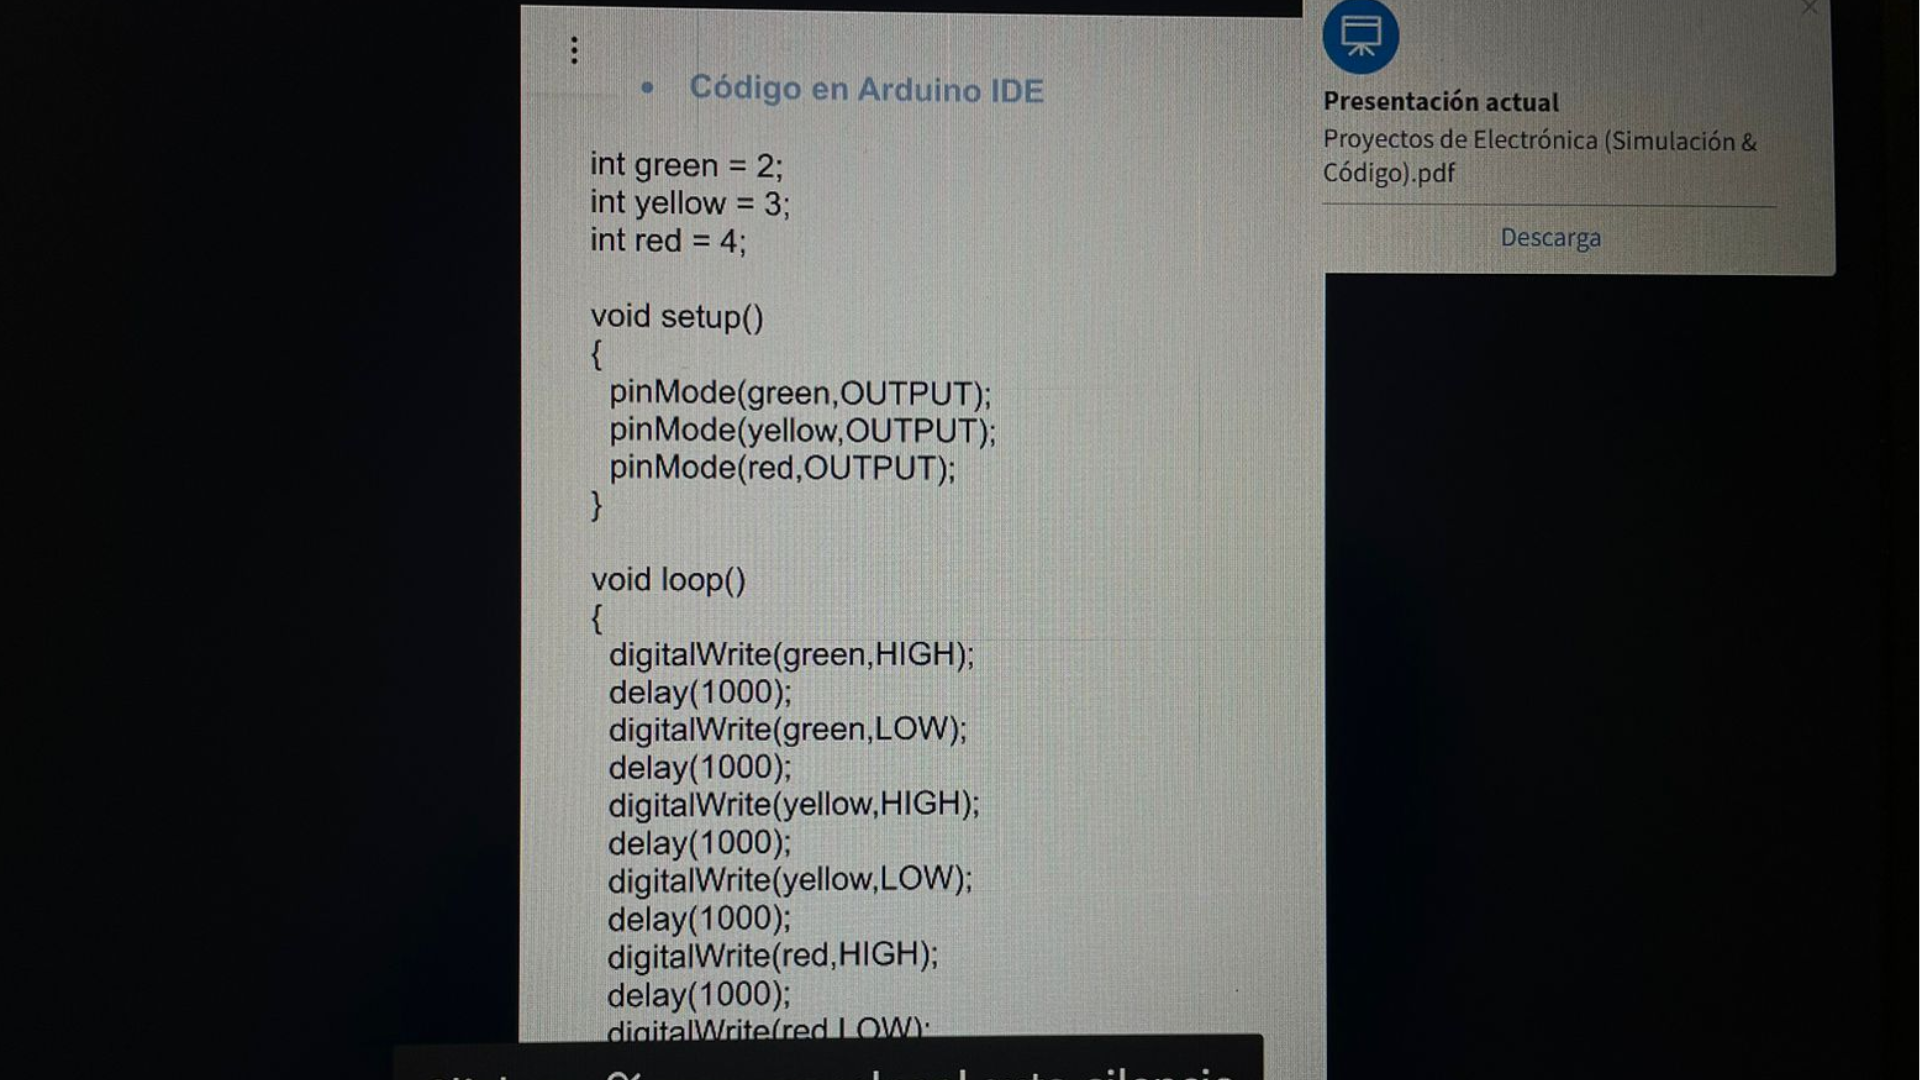 Código en Arduino IDE
int green = 2;
int yellow = 3;
int red = 4;
void setup()
{
pinMode(green,OUTPUT);
pinMode(yellow,OUTPUT);
pinMode(red,OUTPUT);
}
void loop()
{
digitalWrite(green,HIGH);
delay(1000);
digitalWrite(green,LOW);
delay(1000);
digitalWrite(yellow,HIGH);
delay(1000);
digitalWrite(yellow,LOW);
delay(1000);
digitalWrite(red,HIGH);
delay(1000);
digitalWrite(red,LOW);
Presentación actual
Proyectos de Electrónica (Simulación &
Código).pdf
Descarga